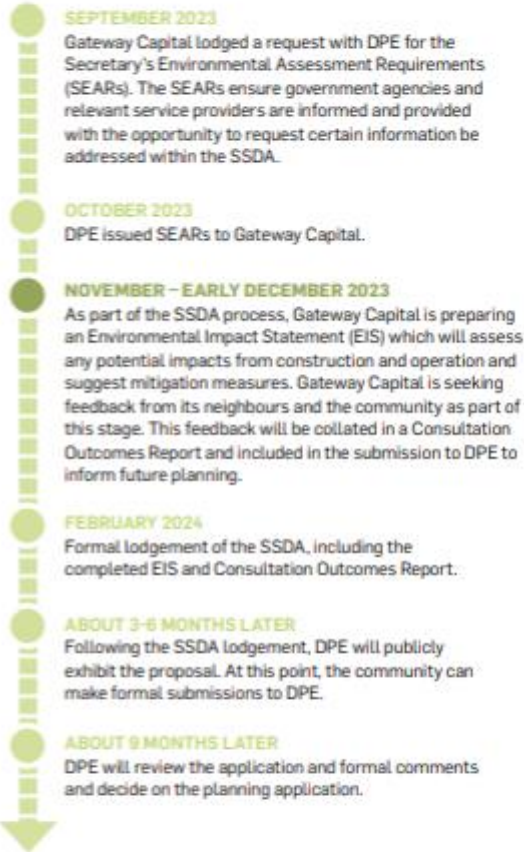 SEPTEMBER 2023
Gateway Capital lodged a request with DPE for the
Secretary's Environmental Assessment Requirements
(SEARs). The SEARs ensure government agencies and
relevant service providers are informed and provided
with the opportunity to request certain information be
addressed within the SSDA.
OCTOBER 2023
DPE issued SEARs to Gateway Capital.
NOVEMBER – EARLY DECEMBER 2023
As part of the SSDA process, Gateway Capital is preparing
an Environmental Impact Statement (EIS) which will assess
any potential impacts from construction and operation and
suggest mitigation measures. Gateway Capital is seeking
feedback from its neighbours and the community as part of
this stage. This feedback will be collated in a Consultation
Outcomes Report and included in the submission to DPE to
inform future planning.
FEBRUARY 2024
Formal lodgement of the SSDA, including the
completed EIS and Consultation Outcomes Report.
ABOUT 3-6 MONTHS LATER
Following the SSDA lodgement, DPE will publicly
exhibit the proposal. At this point, the community can
make formal submissions to DPE.
ABOUT 9 MONTHS LATER
DPE will review the application and formal comments
and decide on the planning application.